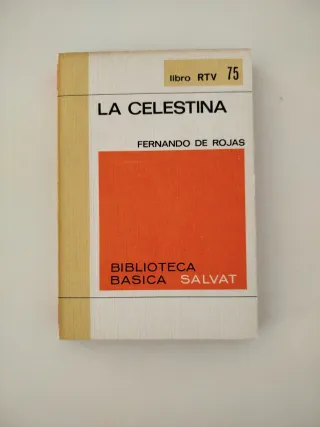 libro RTV 75
LA CELESTINA
FERNANDO DE ROJAS
BIBLIOTECA
BASICA SALVAT